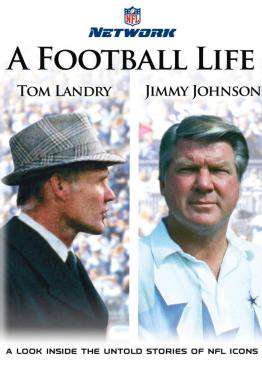 NFL
NETWORK
A FOOTBALL LIFE
TOM LANDRY JIMMY JOHNSON
A LOOK INSIDE THE UNTOLD STORIES OF NFL ICONS